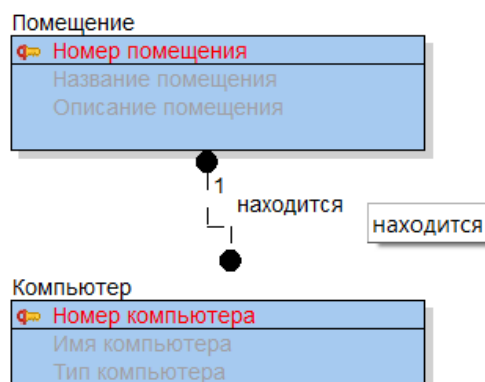 Помещение
Номер помещения
Название помещения
Описание помещения
1
находится
находится
Компьютер
Номер компьютера
Имя компьютера
Тип компьютера